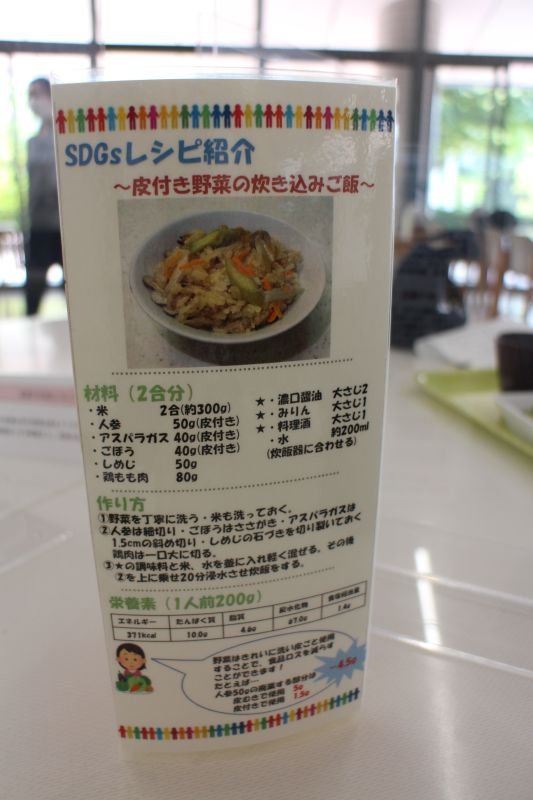 SDGsレシピ紹介
～皮付き野菜の炊き込みご飯～
材料（2合分）
・米 2合(約300g)
・人参 50g(皮付き)
・アスパラガス 40g(皮付き)
・ごぼう 40g(皮付き)
・しめじ 50g
・鶏もも肉 80g
★・濃口醤油 大さじ2
★・みりん 大さじ1
★・料理酒 大さじ1
・水 約200ml
(炊飯器に合わせる)
作り方
①野菜を丁寧に洗う・米も洗っておく。
②人参は細切り・ごぼうはささがき・アスパラガスは
1.5cmの斜め切り・しめじの石づきを切り裂いておく
鶏肉は一口大に切る。
③★の調味料と米、水を釜に入れ軽く混ぜる。その後
②を上に乗せ20分浸水させ炊飯をする。
栄養素（1人前200g）
エネルギー たんぱく質 脂質 炭水化物 食塩相当量
371kcal 10.0g 4.6g 67.0g 1.4g
野菜はきれいに洗い皮ごと使用
することで、食品ロスを減らす
ことができます！
たとえば…
人参50gの廃棄する部分は
皮むきで使用 5g
皮付きで使用 1.5g
-4.5g